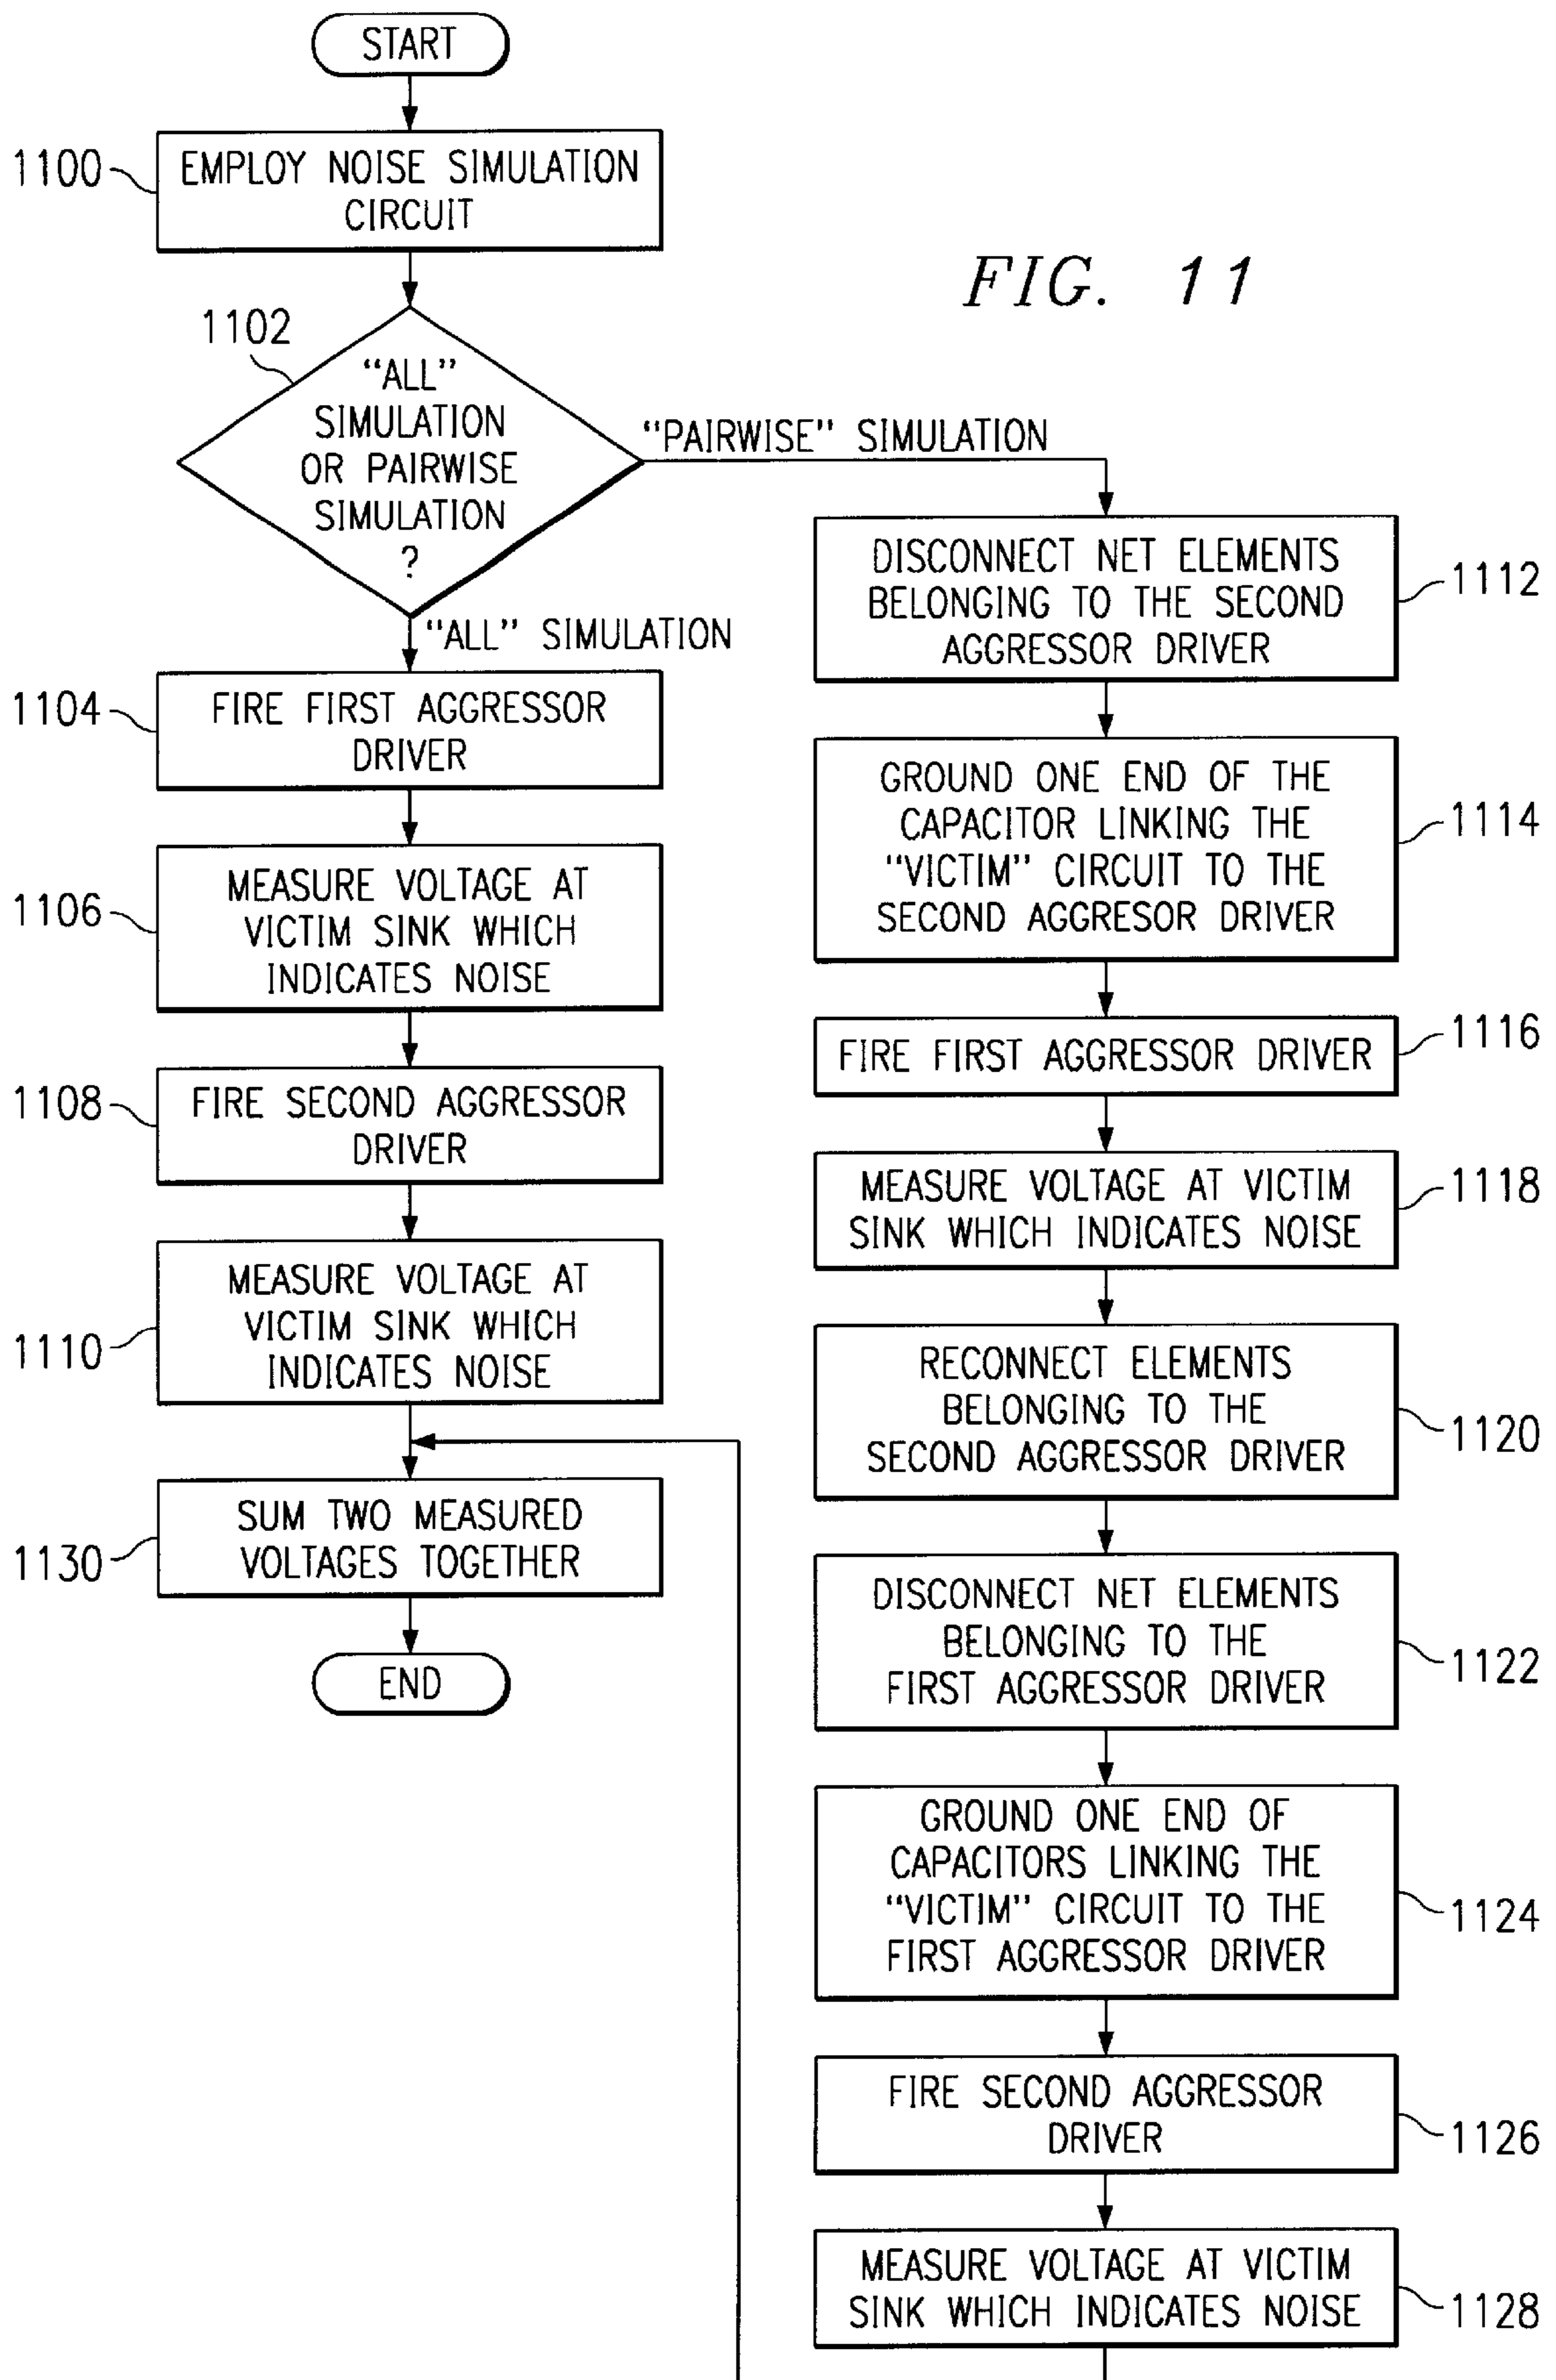 START
1100
EMPLOY NOISE SIMULATION
CIRCUIT
FIG. 11
1102
"ALL"
SIMULATION
OR PAIRWISE
SIMULATION
?
"PAIRWISE" SIMULATION
"ALL" SIMULATION
1104
FIRE FIRST AGGRESSOR
DRIVER
1106
MEASURE VOLTAGE AT
VICTIM SINK WHICH
INDICATES NOISE
1108
FIRE SECOND AGGRESSOR
DRIVER
1110
MEASURE VOLTAGE AT
VICTIM SINK WHICH
INDICATES NOISE
1130
SUM TWO MEASURED
VOLTAGES TOGETHER
END
DISCONNECT NET ELEMENTS
BELONGING TO THE SECOND
AGGRESSOR DRIVER
1112
GROUND ONE END OF THE
CAPACITOR LINKING THE
"VICTIM" CIRCUIT TO THE
SECOND AGGRESOR DRIVER
1114
FIRE FIRST AGGRESSOR DRIVER
1116
MEASURE VOLTAGE AT VICTIM
SINK WHICH INDICATES NOISE
1118
RECONNECT ELEMENTS
BELONGING TO THE
SECOND AGGRESSOR DRIVER
1120
DISCONNECT NET ELEMENTS
BELONGING TO THE
FIRST AGGRESSOR DRIVER
1122
GROUND ONE END OF
CAPACITORS LINKING THE
"VICTIM" CIRCUIT TO THE
FIRST AGGRESSOR DRIVER
1124
FIRE SECOND AGGRESSOR
DRIVER
1126
MEASURE VOLTAGE AT VICTIM
SINK WHICH INDICATES NOISE
1128